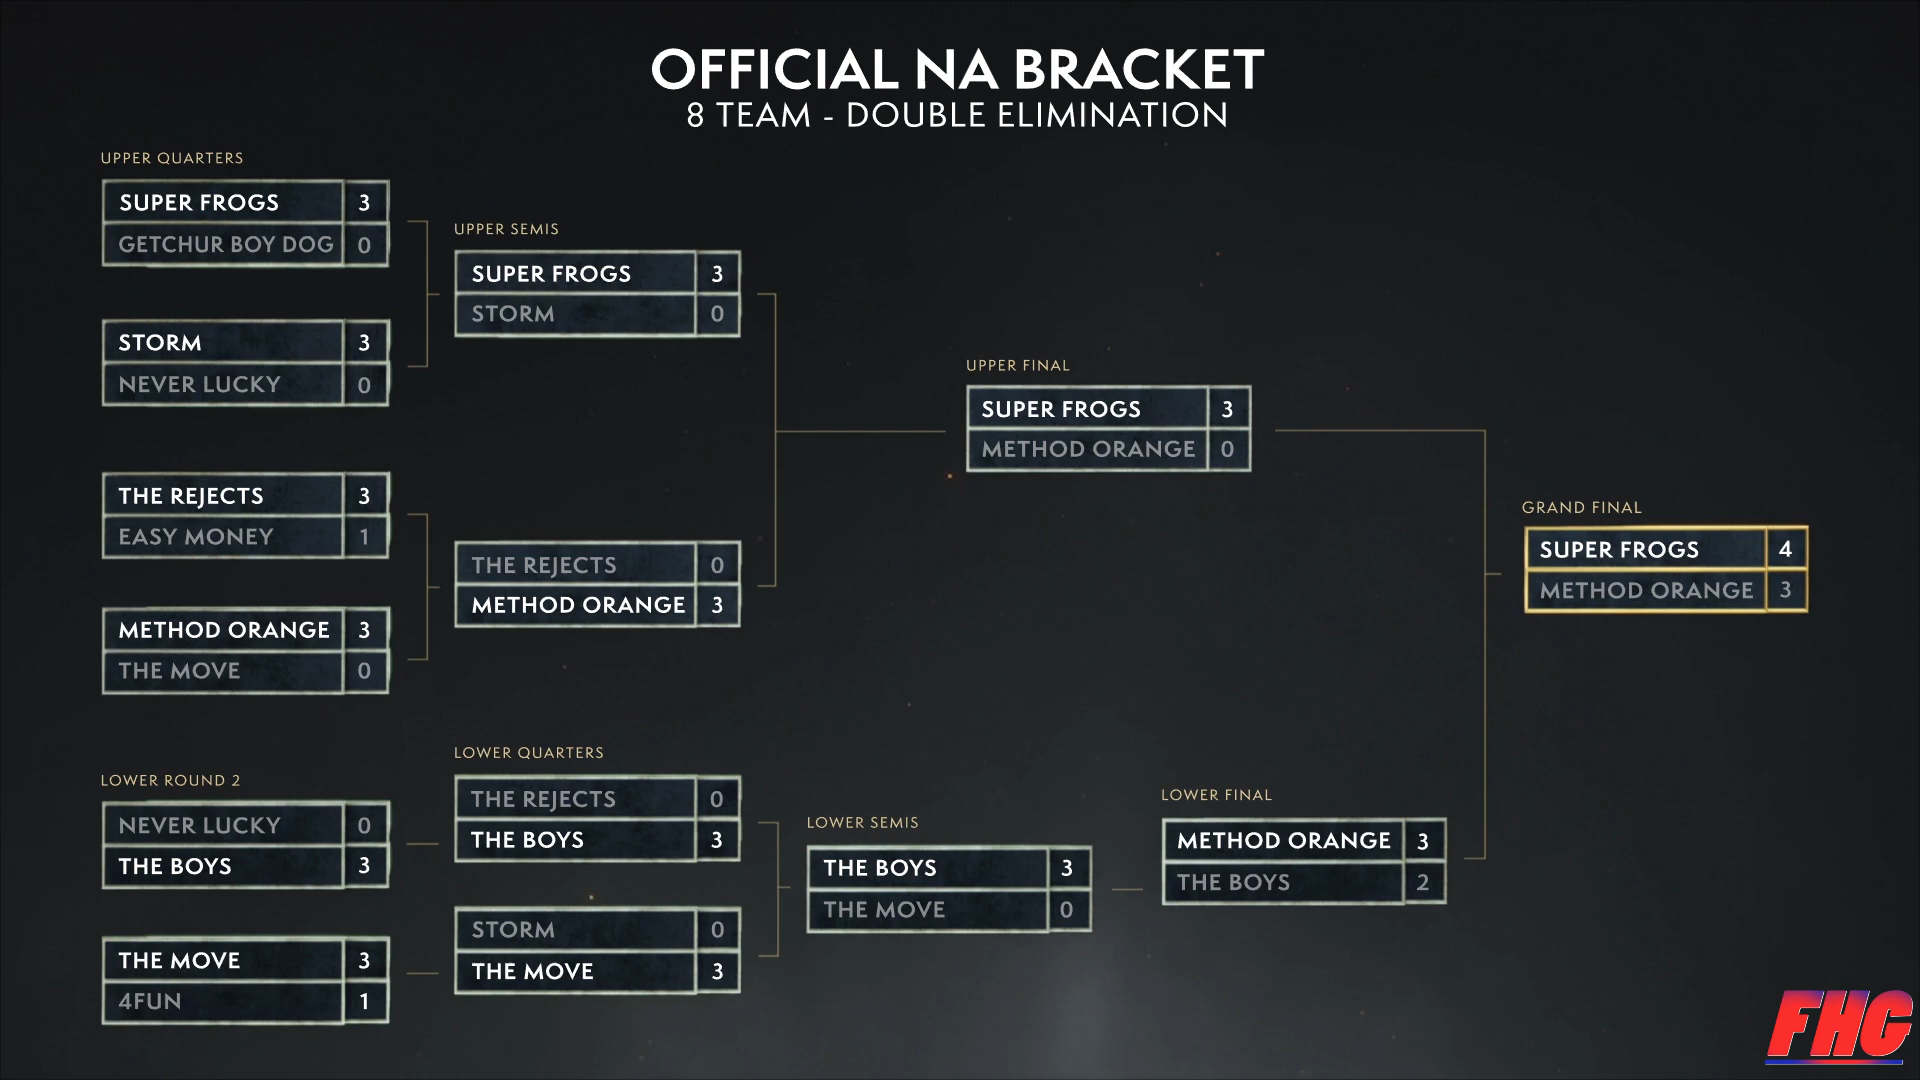 OFFICIAL NA BRACKET
8 TEAM - DOUBLE ELIMINATION
UPPER QUARTERS
SUPER FROGS 3
GETCHUR BOY DOG 0
STORM 3
NEVER LUCKY 0
THE REJECTS 3
EASY MONEY 1
METHOD ORANGE 3
THE MOVE 0
UPPER SEMIS
SUPER FROGS 3
STORM 0
THE REJECTS 0
METHOD ORANGE 3
UPPER FINAL
SUPER FROGS 3
METHOD ORANGE 0
GRAND FINAL
SUPER FROGS 4
METHOD ORANGE 3
LOWER ROUND 2
NEVER LUCKY 0
THE BOYS 3
THE MOVE 3
4FUN 1
LOWER QUARTERS
THE REJECTS 0
THE BOYS 3
STORM 0
THE MOVE 3
LOWER SEMIS
THE BOYS 3
THE MOVE 0
LOWER FINAL
METHOD ORANGE 3
THE BOYS 2
FHC